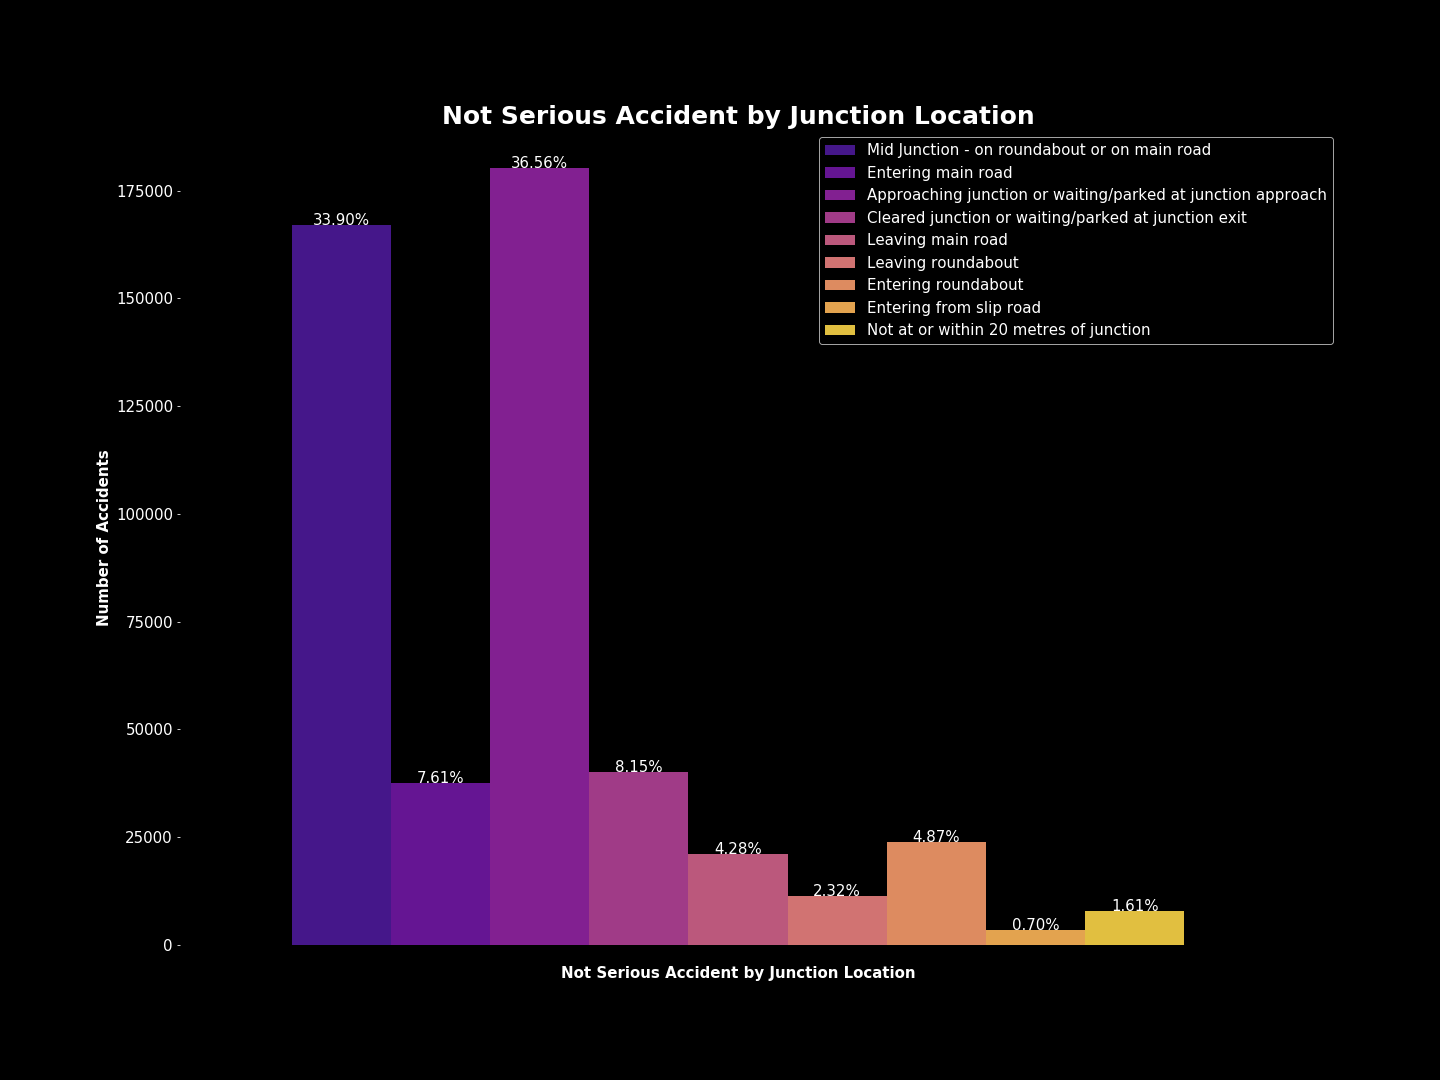 Not Serious Accident by Junction Location
Mid Junction - on roundabout or on main road
Entering main road
Approaching junction or waiting/parked at junction approach
Cleared junction or waiting/parked at junction exit
Leaving main road
Leaving roundabout
Entering roundabout
Entering from slip road
Not at or within 20 metres of junction
Number of Accidents
175000
150000
125000
100000
75000
50000
25000
0
33.90%
7.61%
36.56%
8.15%
4.28%
2.32%
4.87%
0.70%
1.61%
Not Serious Accident by Junction Location